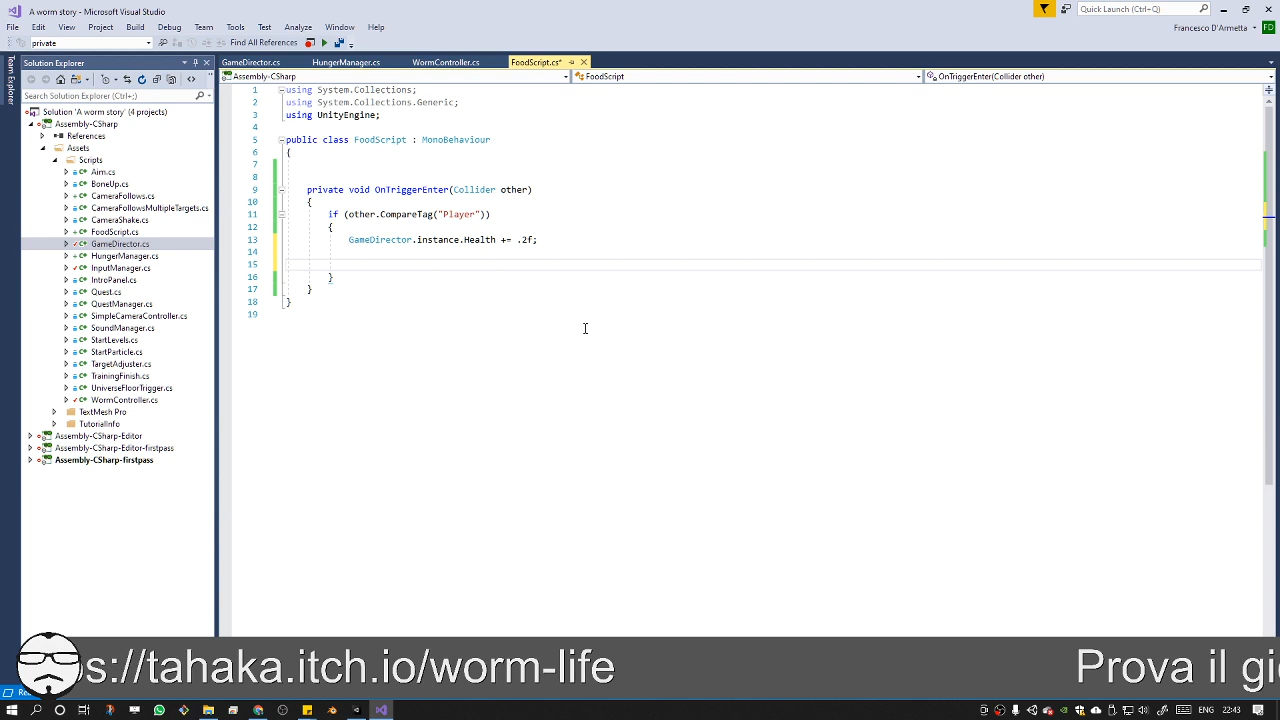 A worm story - Microsoft Visual Studio
Quick Launch (Ctrl+Q)
File Edit View Project Build Debug Team Tools Test Analyze Window Help
Francesco D'Armetta
FD
private
Find All References
Team Explorer
Solution Explorer
Search Solution Explorer (Ctrl+;)
Solution 'A worm story' (4 projects)
Assembly-CSharp
References
Assets
Scripts
Aim.cs
BoneUp.cs
CameraFollows.cs
CameraFollowsMultipleTargets.cs
CameraShake.cs
FoodScript.cs
GameDirector.cs
HungerManager.cs
InputManager.cs
IntroPanel.cs
Quest.cs
QuestManager.cs
SimpleCameraController.cs
SoundManager.cs
StartLevels.cs
StartParticle.cs
TargetAdjuster.cs
TrainingFinish.cs
UniverseFloorTrigger.cs
WormController.cs
TextMesh Pro
TutorialInfo
Assembly-CSharp-Editor
Assembly-CSharp-Editor-firstpass
Assembly-CSharp-firstpass
GameDirector.cs HungerManager.cs WormController.cs FoodScript.cs*
Assembly-CSharp FoodScript OnTriggerEnter(Collider other)
1 using System.Collections;
2 using System.Collections.Generic;
3 using UnityEngine;
4
5 public class FoodScript : MonoBehaviour
6 {
7
8
9 private void OnTriggerEnter(Collider other)
10 {
11 if (other.CompareTag("Player"))
12 {
13 GameDirector.instance.Health += .2f;
14
15
16 }
17 }
18 }
19
s://tahaka.itch.io/worm-life Prova il gi
ENG 22:43